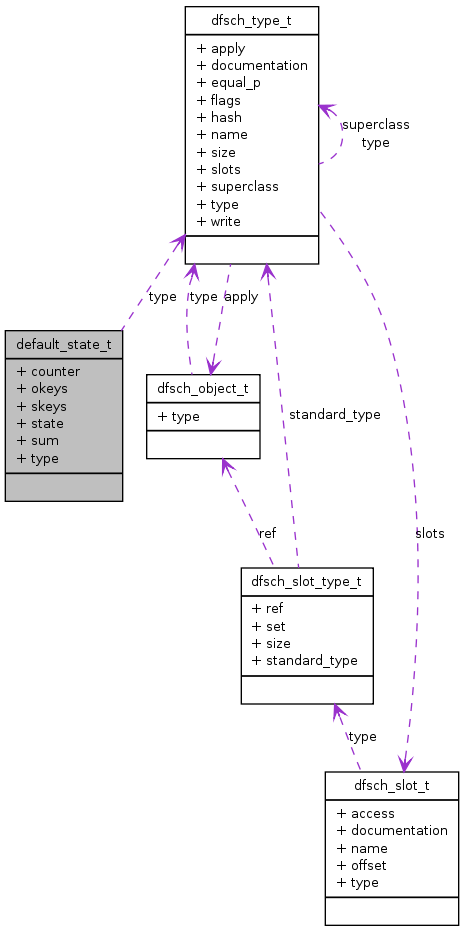 dfsch_type_t
+ apply
+ documentation
+ equal_p
+ flags
+ hash
+ name
+ size
+ slots
+ superclass
+ type
+ write
superclass
type
type
type
apply
default_state_t
+ counter
+ okeys
+ skeys
+ state
+ sum
+ type
dfsch_object_t
+ type
standard_type
ref
slots
dfsch_slot_type_t
+ ref
+ set
+ size
+ standard_type
type
dfsch_slot_t
+ access
+ documentation
+ name
+ offset
+ type